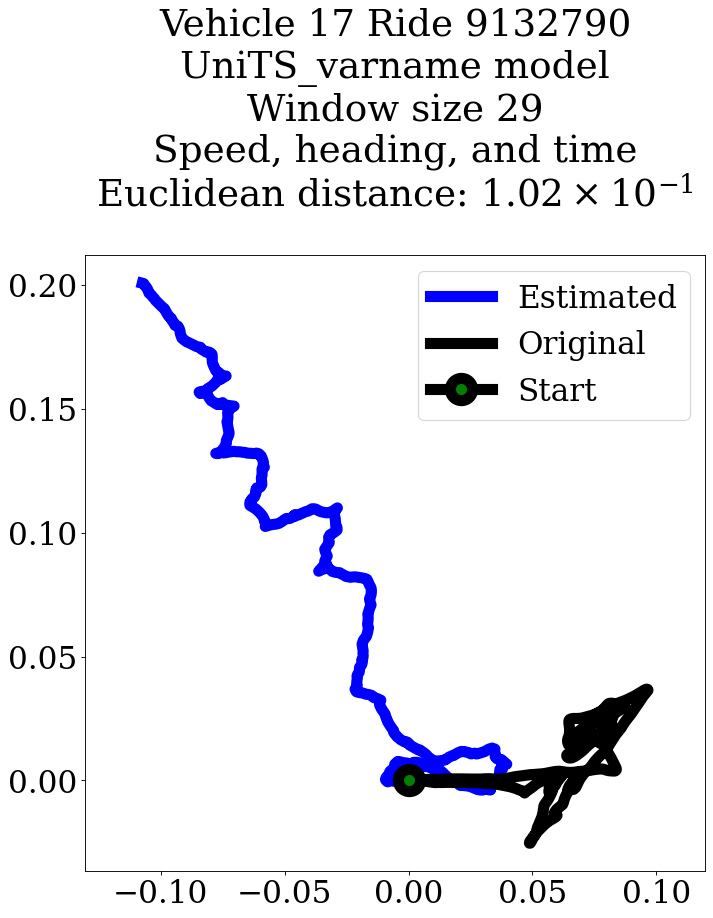 Vehicle 17 Ride 9132790
UniTS_varname model
Window size 29
Speed, heading, and time
Euclidean distance: 1.02 × 10⁻¹
Estimated
Original
Start
0.20
0.15
0.10
0.05
0.00
−0.10
−0.05
0.00
0.05
0.10